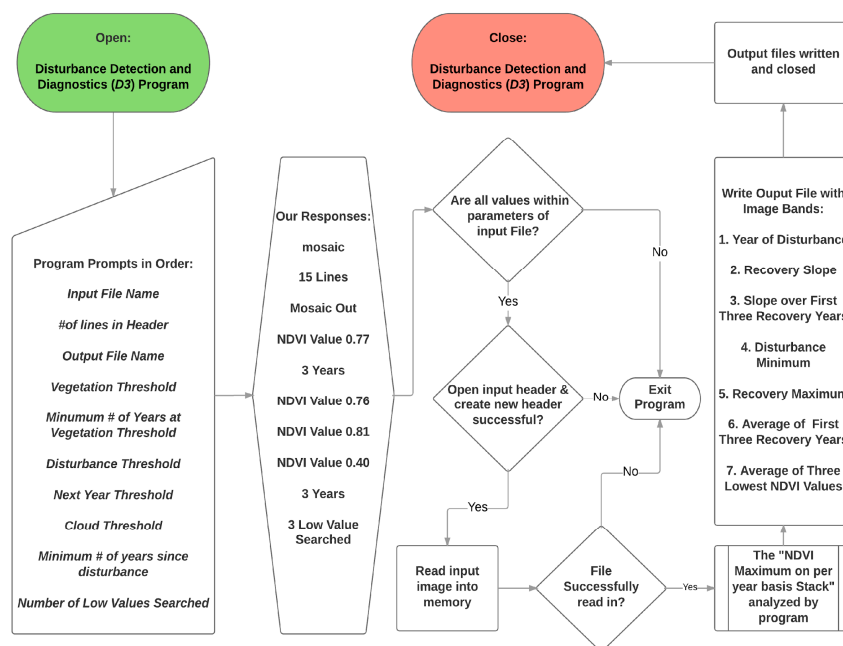 Open:
Disturbance Detection and
Diagnostics (D3) Program
Close:
Disturbance Detection and
Diagnostics (D3) Program
Output files written
and closed
Program Prompts in Order:
Input File Name
#of lines in Header
Output File Name
Vegetation Threshold
Minumum # of Years at
Vegetation Threshold
Disturbance Threshold
Next Year Threshold
Cloud Threshold
Minimum # of years since
disturbance
Number of Low Values Searched
Our Responses:
mosaic
15 Lines
Mosaic Out
NDVI Value 0.77
3 Years
NDVI Value 0.76
NDVI Value 0.81
NDVI Value 0.40
3 Years
3 Low Value
Searched
Are all values within
parameters of
input File?
No
Yes
Open input header &
create new header
successful?
No
Exit
Program
Yes
No
Read input
image into
memory
File
Successfully
read in?
Yes
The "NDVI
Maximum on per
year basis Stack"
analyzed by
program
Write Ouput File with
Image Bands:
1. Year of Disturbance
2. Recovery Slope
3. Slope over First
Three Recovery Years
4. Disturbance
Minimum
5. Recovery Maximum
6. Average of First
Three Recovery Years
7. Average of Three
Lowest NDVI Values